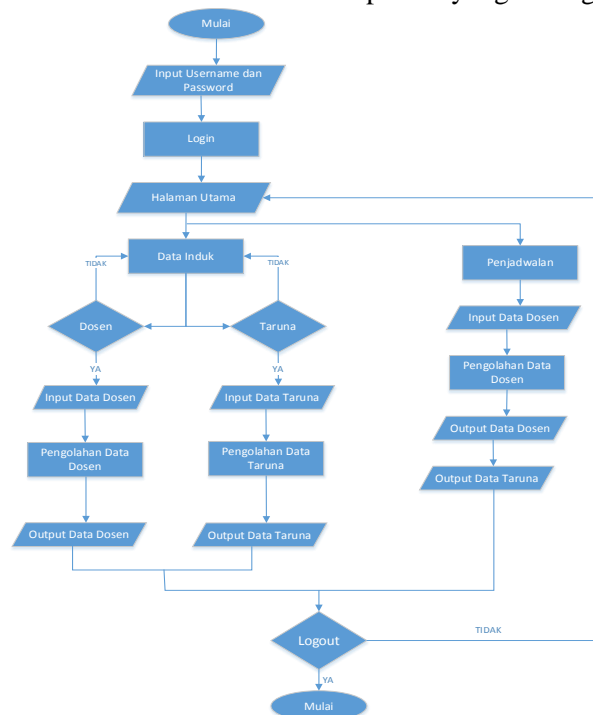 Mulai
Input Username dan
Password
Login
Halaman Utama
Data Induk
Penjadwalan
TIDAK
TIDAK
Dosen
Taruna
Input Data Dosen
YA
YA
Pengolahan Data
Dosen
Input Data Dosen
Input Data Taruna
Output Data Dosen
Pengolahan Data
Dosen
Pengolahan Data
Taruna
Output Data Taruna
Output Data Dosen
Output Data Taruna
Logout
TIDAK
YA
Mulai